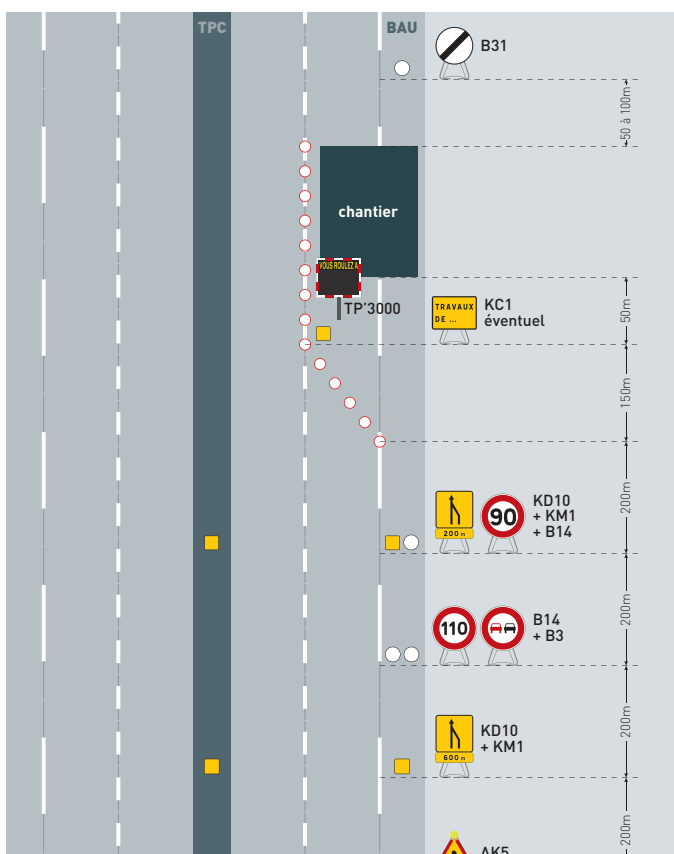 TPC
BAU
B31
50 à 100m
chantier
VOUS ROULEZ A
TP'3000
TRAVAUX
DE ...
KC1
éventuel
50m
150m
200m
200 m
90
KD10
+ KM1
+ B14
200m
110
B14
+ B3
200m
600 m
KD10
+ KM1
200m
AK5